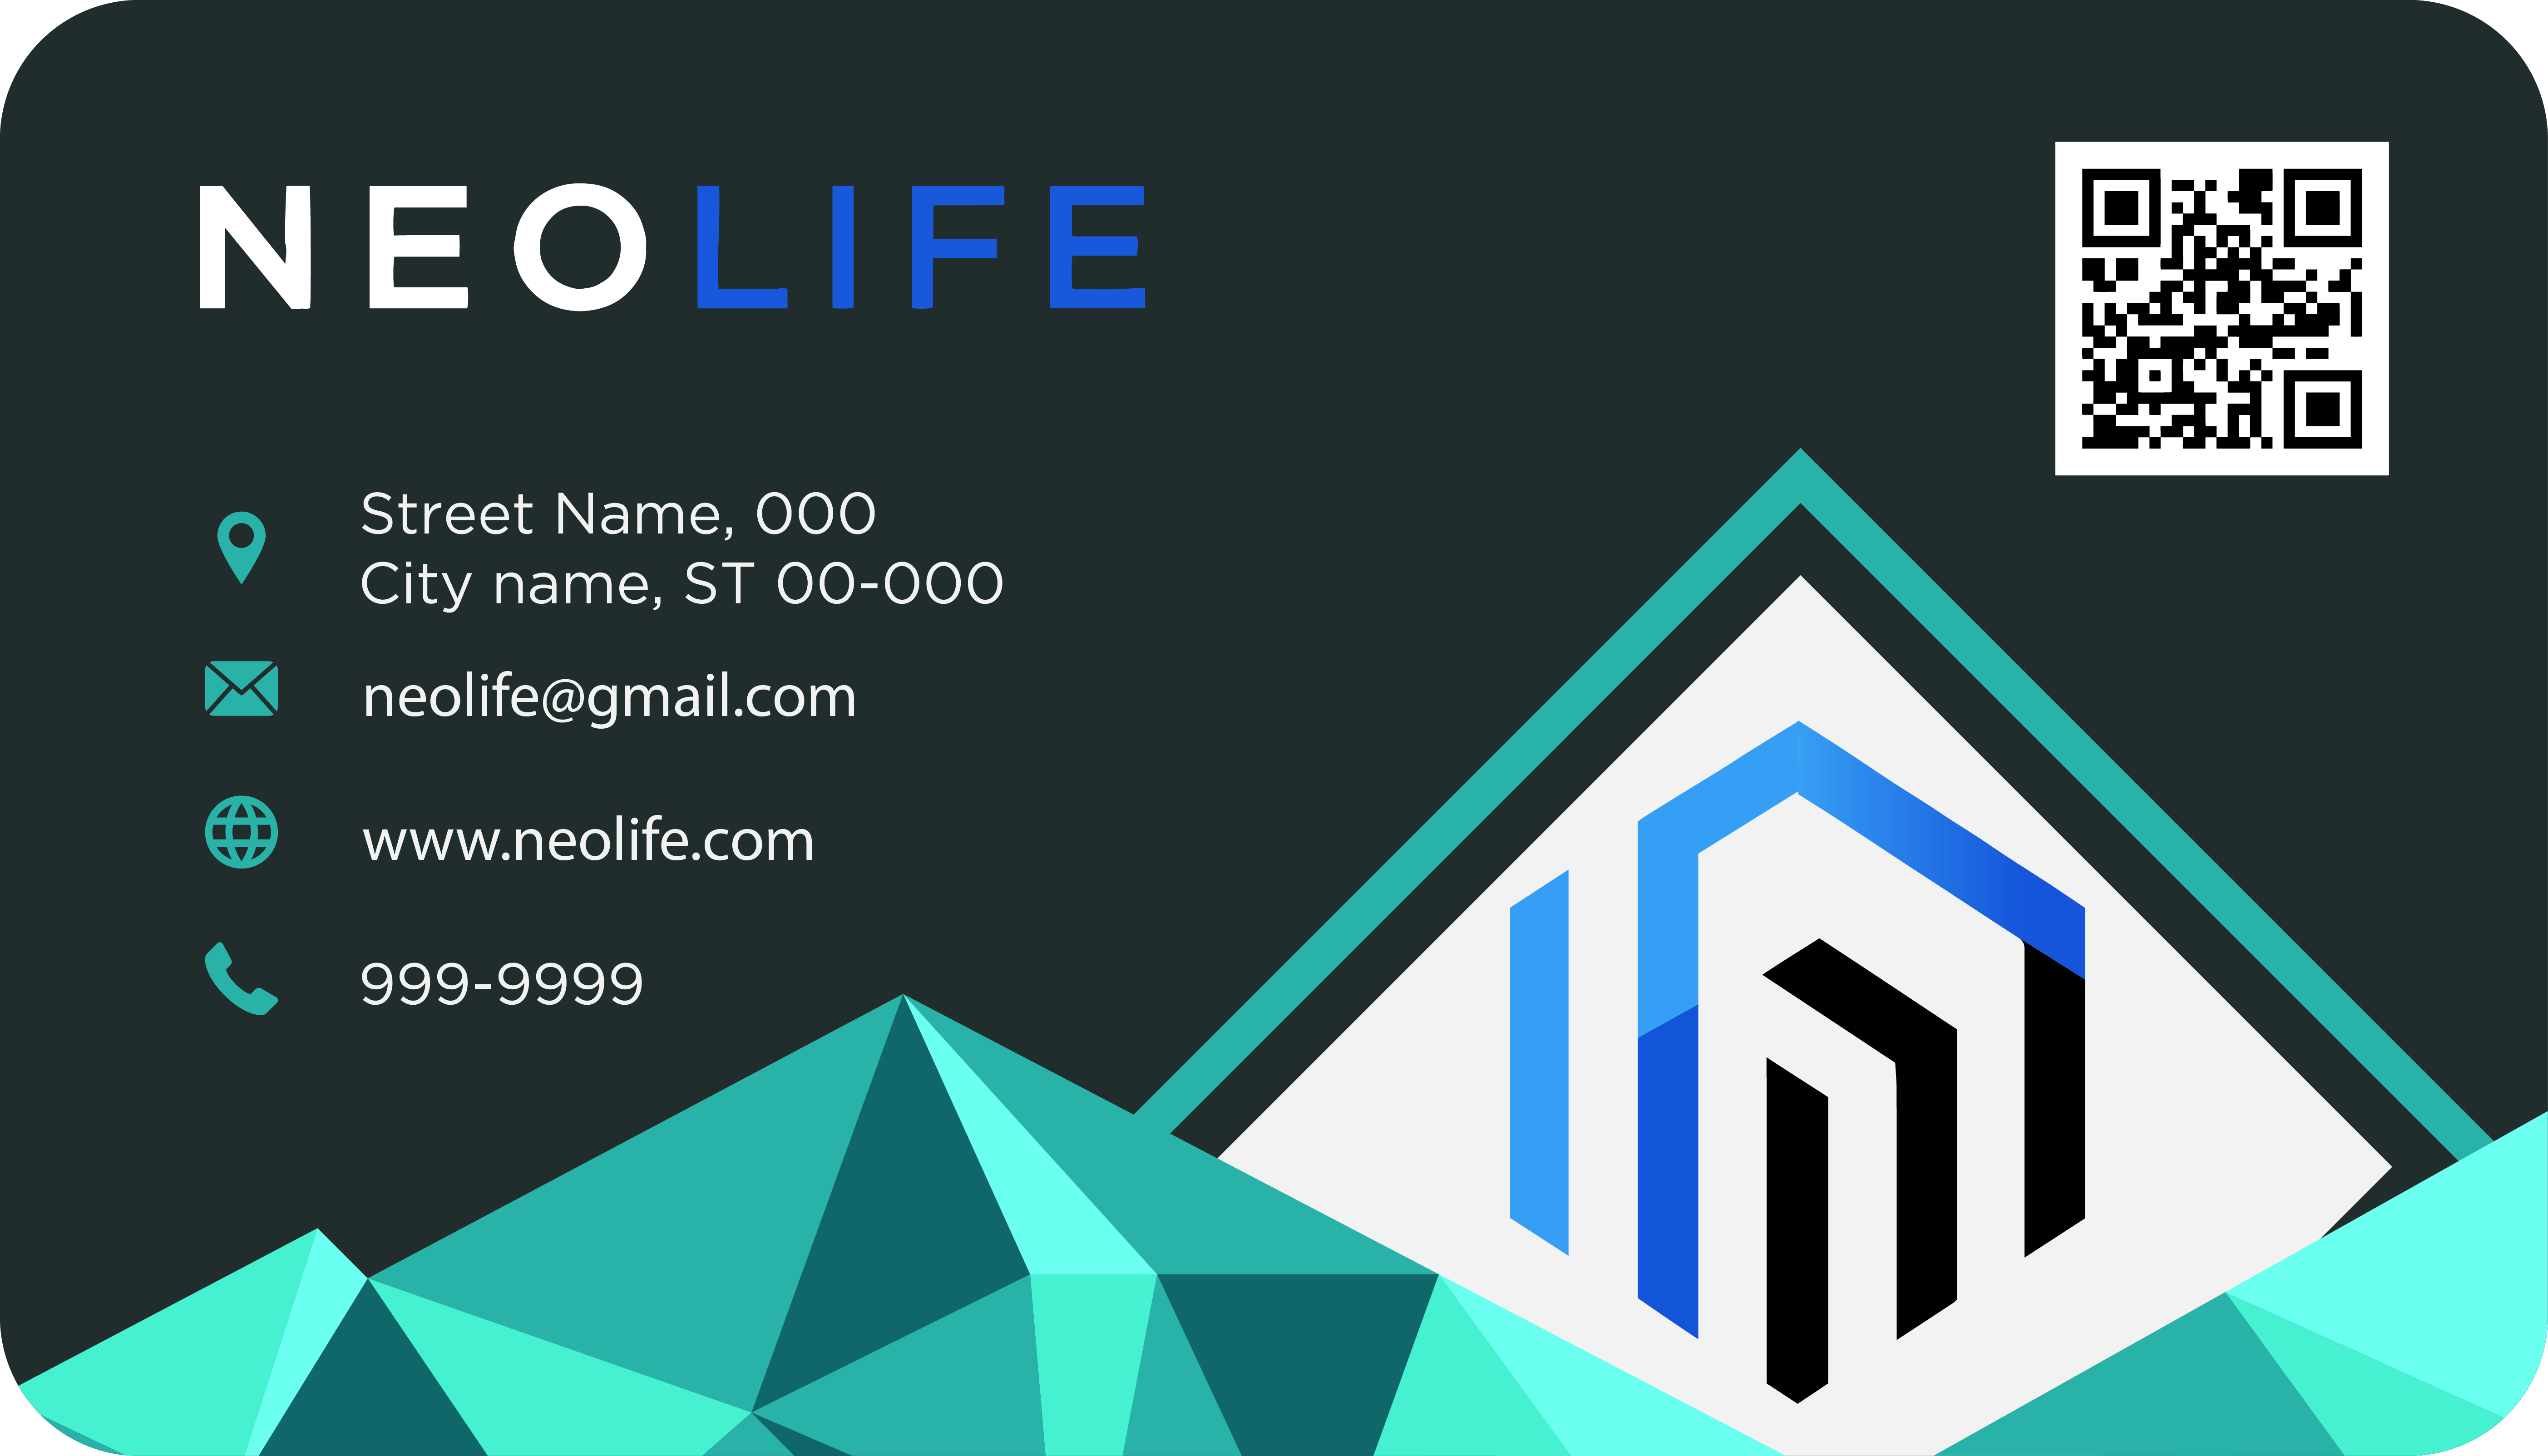 NEOLIFE
Street Name, 000
City name, ST 00-000
neolife@gmail.com
www.neolife.com
999-9999